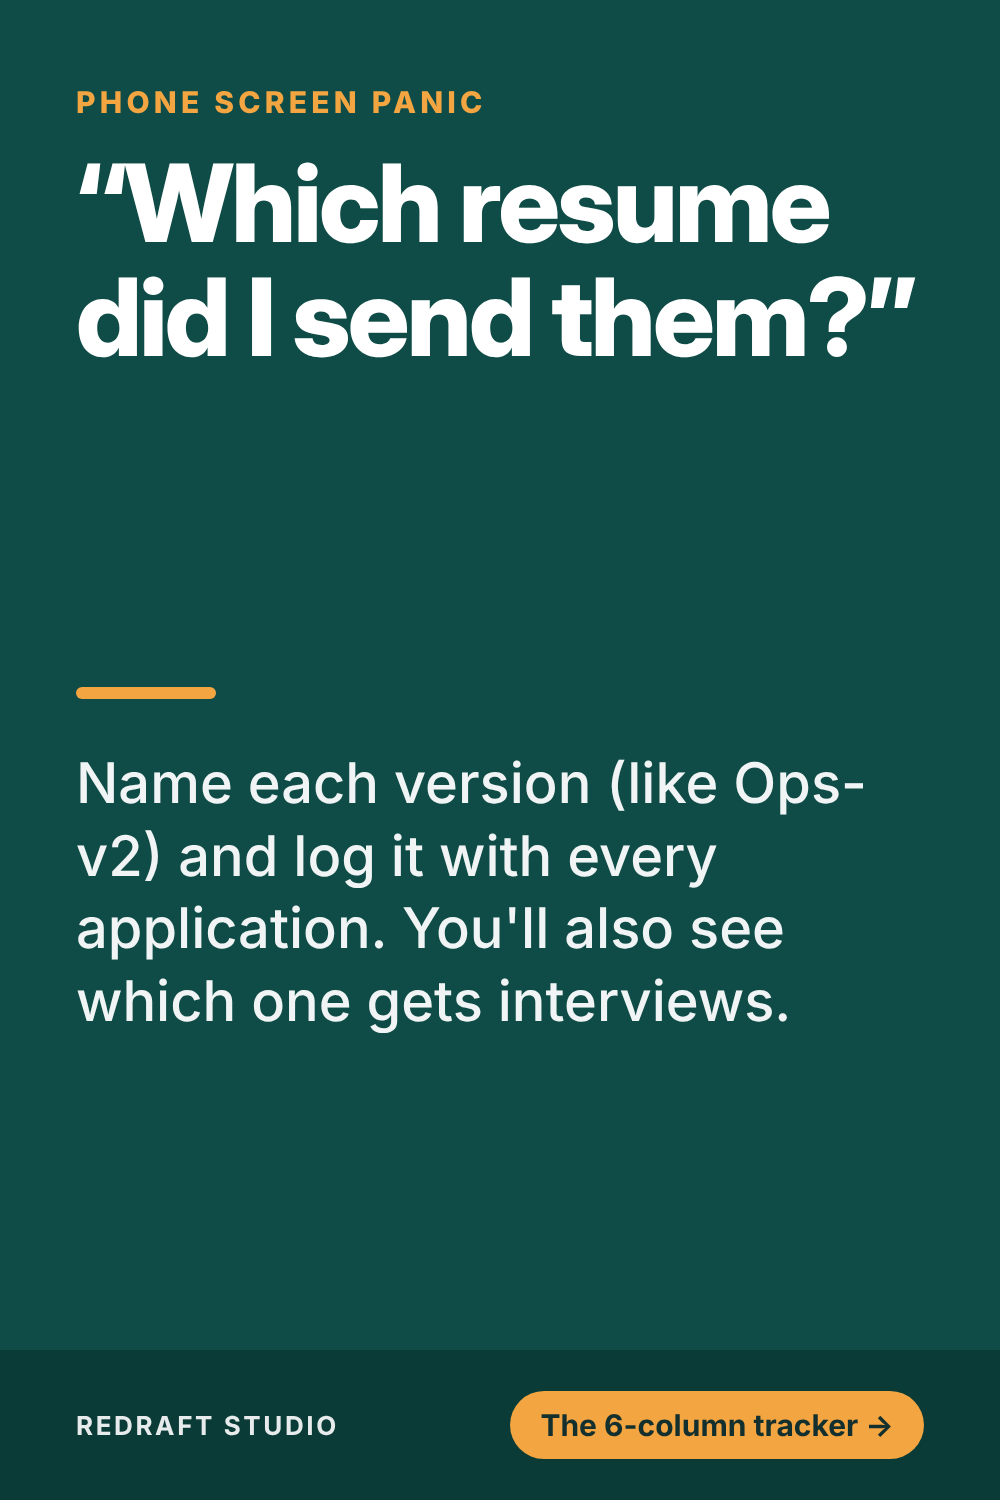 PHONE SCREEN PANIC
“Which resume
did I send them?”
Name each version (like Ops-
v2) and log it with every
application. You'll also see
which one gets interviews.
REDRAFT STUDIO
The 6-column tracker →